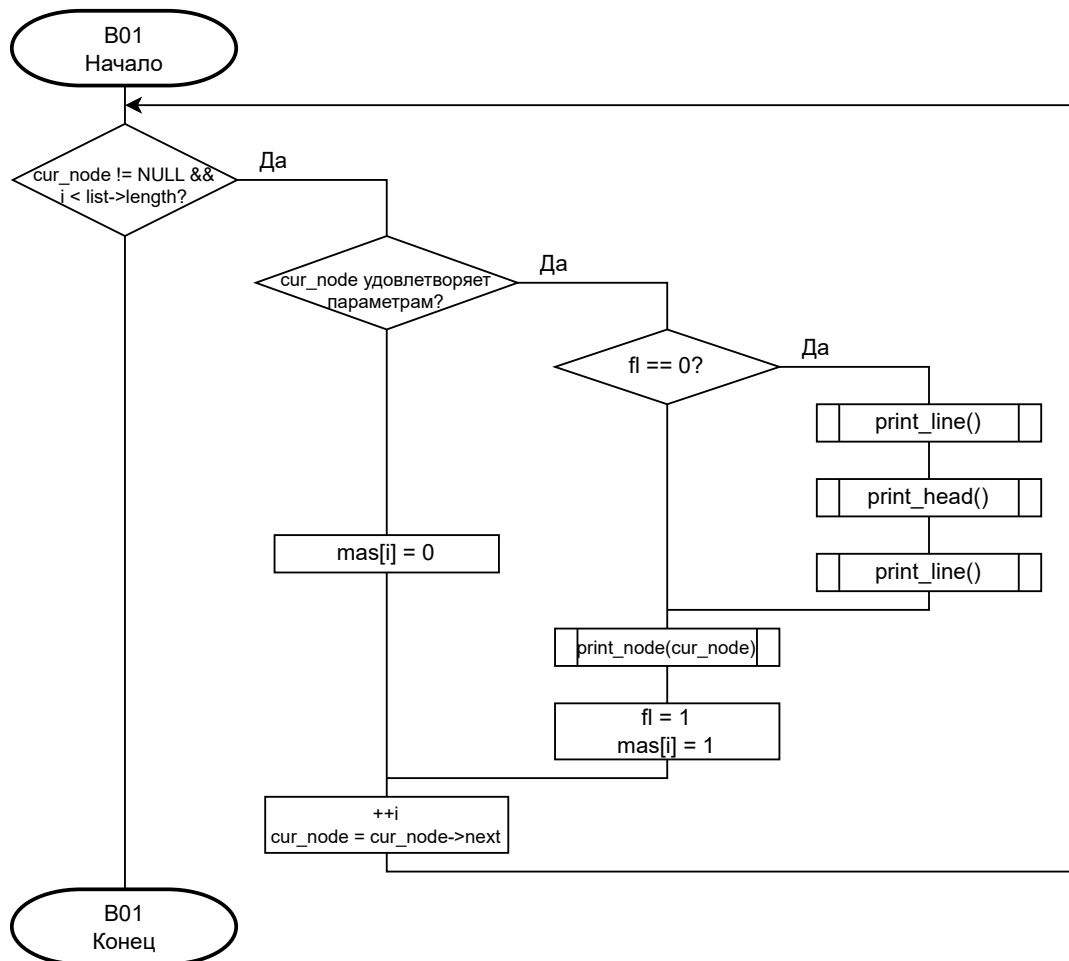 B01
Начало
cur_node != NULL &&
i < list->length?
Да
cur_node удовлетворяет
параметрам?
Да
fl == 0?
Да
print_line()
print_head()
print_line()
mas[i] = 0
print_node(cur_node)
fl = 1
mas[i] = 1
++i
cur_node = cur_node->next
B01
Конец